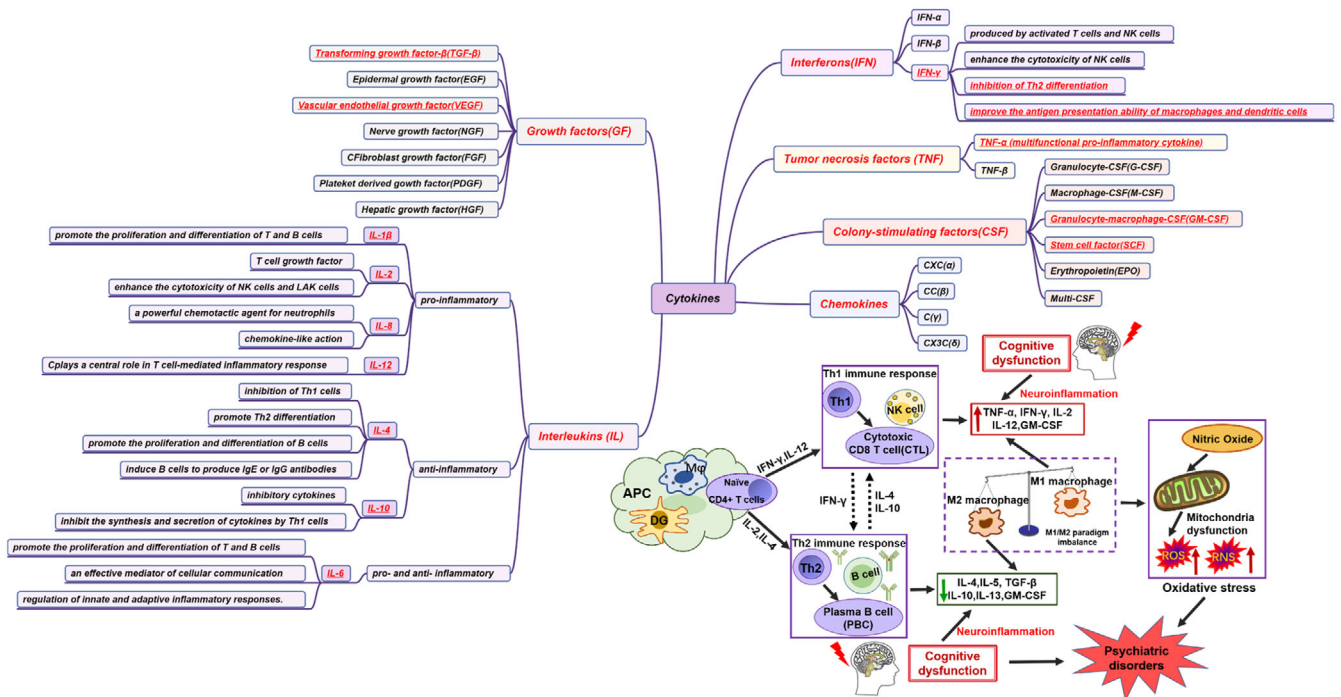 Transforming growth factor-β(TGF-β)
Epidermal growth factor(EGF)
Vascular endothelial growth factor(VEGF)
Nerve growth factor(NGF)
CFibroblast growth factor(FGF)
Plateket derived growth factor(PDGF)
Hepatic growth factor(HGF)
Growth factors(GF)
promote the proliferation and differentiation of T and B cells
IL-1β
T cell growth factor
enhance the cytotoxicity of NK cells and LAK cells
IL-2
a powerful chemotactic agent for neutrophils
chemokine-like action
IL-8
Cplays a central role in T cell-mediated inflammatory response
IL-12
pro-inflammatory
inhibition of Th1 cells
promote Th2 differentiation
promote the proliferation and differentiation of B cells
induce B cells to produce IgE or IgG antibodies
IL-4
inhibitory cytokines
inhibit the synthesis and secretion of cytokines by Th1 cells
IL-10
anti-inflammatory
promote the proliferation and differentiation of T and B cells
an effective mediator of cellular communication
regulation of innate and adaptive inflammatory responses.
IL-6
pro- and anti- inflammatory
Interleukins (IL)
Cytokines
Interferons(IFN)
IFN-α
IFN-β
IFN-γ
produced by activated T cells and NK cells
enhance the cytotoxicity of NK cells
inhibition of Th2 differentiation
improve the antigen presentation ability of macrophages and dendritic cells
Tumor necrosis factors (TNF)
TNF-α (multifunctional pro-inflammatory cytokine)
TNF-β
Colony-stimulating factors(CSF)
Granulocyte-CSF(G-CSF)
Macrophage-CSF(M-CSF)
Granulocyte-macrophage-CSF(GM-CSF)
Stem cell factor(SCF)
Erythropoietin(EPO)
Multi-CSF
Chemokines
CXC(α)
CC(β)
C(γ)
CX3C(δ)
Cognitive
dysfunction
Neuroinflammation
Th1 immune response
Th1
NK cell
Cytotoxic
CD8 T cell(CTL)
TNF-α, IFN-γ, IL-2
IL-12,GM-CSF
APC
Mφ
DG
Naïve
CD4+ T cells
IFN-γ,IL-12
IL-2,IL-4
IFN-γ
IL-4
IL-10
M2 macrophage
M1 macrophage
M1/M2 paradigm
imbalance
Nitric Oxide
Mitochondria
dysfunction
ROS
RNS
Oxidative stress
Th2 immune response
Th2
B cell
Plasma B cell
(PBC)
IL-4,IL-5, TGF-β
IL-10,IL-13,GM-CSF
Neuroinflammation
Cognitive
dysfunction
Psychiatric
disorders